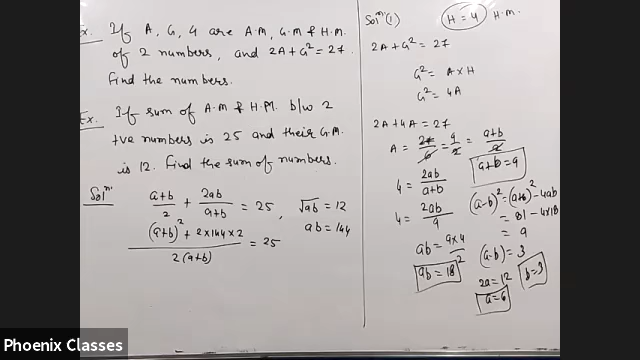 Ex. If A, G, 4 are A.M, G.M & H.M.
of 2 numbers, and 2A + G² = 27.
Find the numbers.
Ex. If sum of A.M & H.M. b/w 2
+ve numbers is 25 and their G.M.
is 12. Find the sum of numbers.
Solⁿ. (a+b)/2 + 2ab/(a+b) = 25, √ab = 12
((a+b)² + 2×144×2)/(2(a+b)) = 25
ab = 144
Solⁿ(1) H = 4 H.M.
2A + G² = 27
G² = A × H
G² = 4A
2A + 4A = 27
A = 27/6 = 9/2 = (a+b)/2
a+b = 9
4 = 2ab/(a+b)
4 = 2ab/9
ab = (9×4)/2
ab = 18
(a-b)² = (a+b)² - 4ab
= 81 - 4×18
= 9
(a-b) = 3
2a = 12
a = 6
b = 3
Phoenix Classes